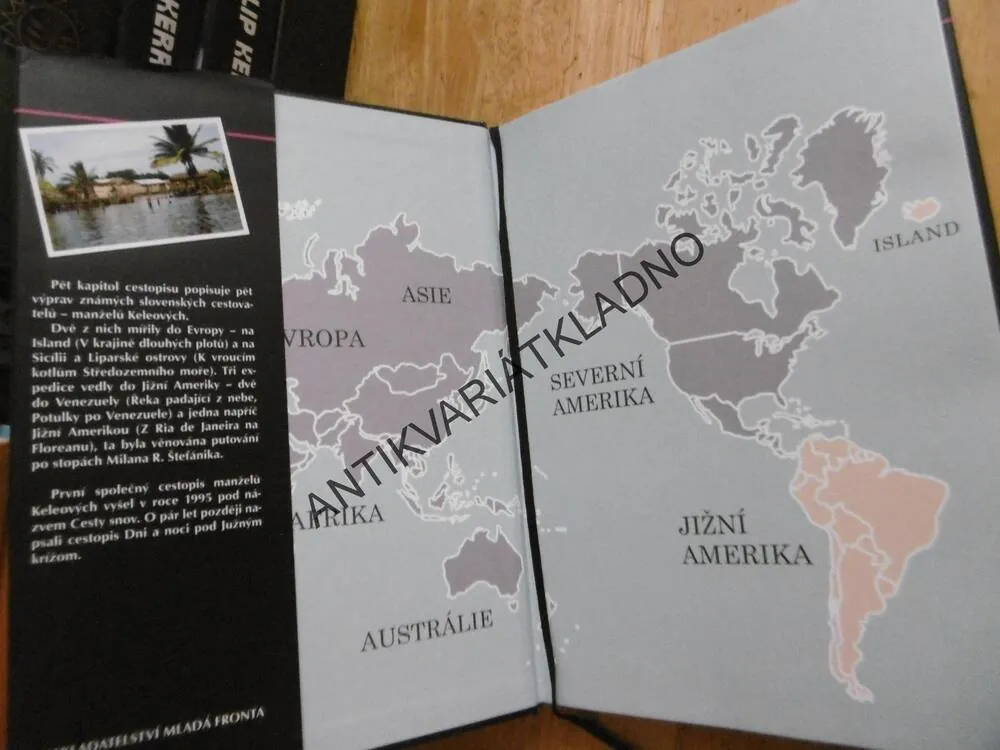 KERR
LIP KE
Pět kapitol cestopisu popisuje pět
výprav známých slovenských cestova-
telů – manželů Keleových.
Dvě z nich mířily do Evropy – na
Island (V krajině dlouhých plotů) a na
Sicílii a Liparské ostrovy (K vroucím
kotlům Středozemního moře). Tři ex-
pedice vedly do Jižní Ameriky – dvě
do Venezuely (Řeka padající z nebe,
Potulky po Venezuele) a jedna napříč
Jižní Amerikou (Z Ria de Janeira na
Floreanu), ta byla věnována putování
po stopách Milana R. Štefánika.
První společný cestopis manželů
Keleových vyšel v roce 1995 pod ná-
zvem Cesty snov. O pár let později na-
psali cestopis Dni a noci pod Južným
krížom.
KLADATELSTVÍ MLADÁ FRONTA
ASIE
VROPA
AFRIKA
AUSTRÁLIE
SEVERNÍ
AMERIKA
ISLAND
JIŽNÍ
AMERIKA
ANTIKVARIÁTKLADNO